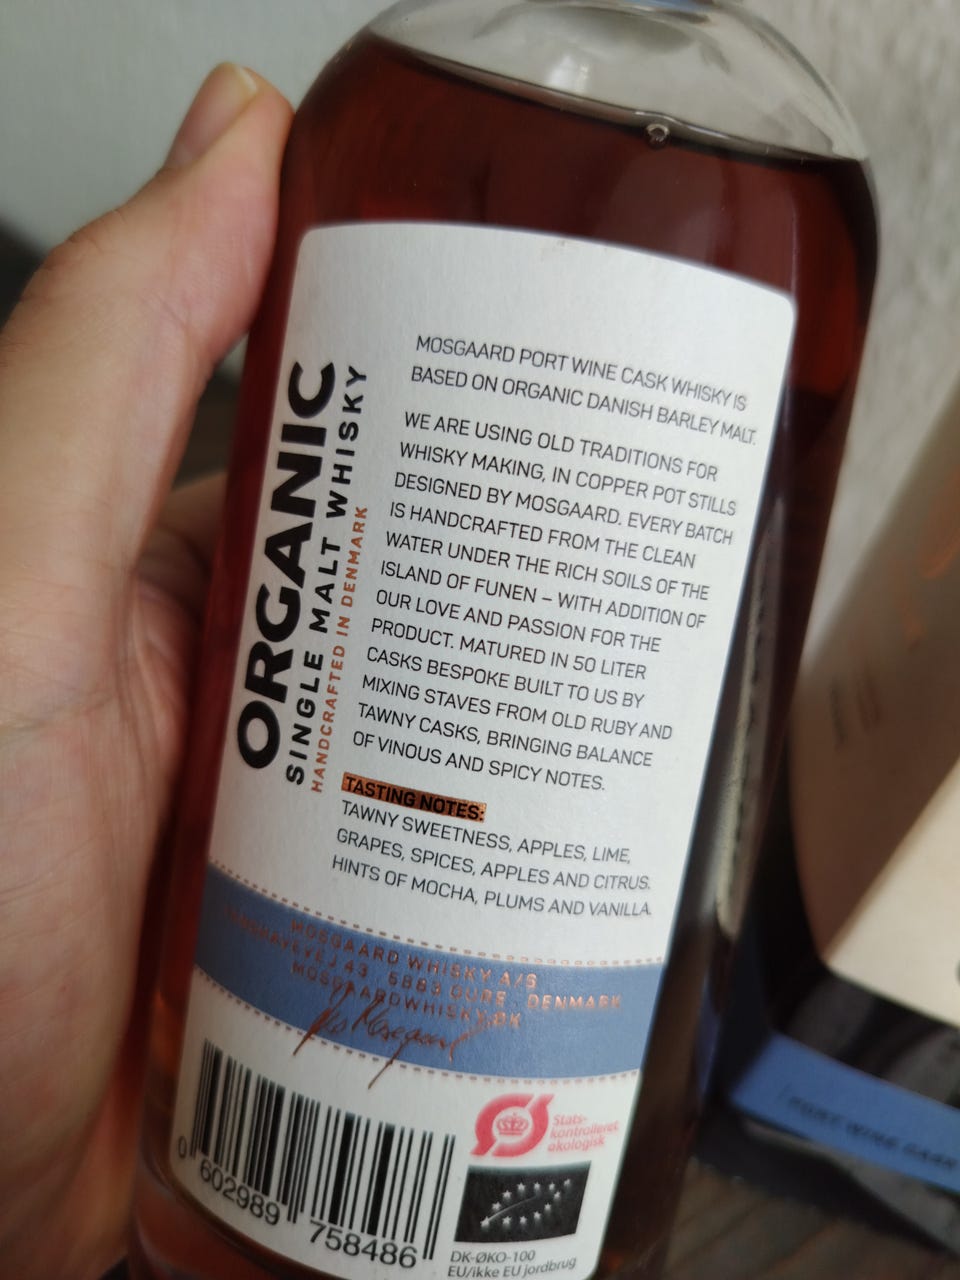 ORGANIC
SINGLE MALT WHISKY
HANDCRAFTED IN DENMARK
MOSGAARD PORT WINE CASK WHISKY IS
BASED ON ORGANIC DANISH BARLEY MALT.
WE ARE USING OLD TRADITIONS FOR
WHISKY MAKING, IN COPPER POT STILLS
DESIGNED BY MOSGAARD. EVERY BATCH
IS HANDCRAFTED FROM THE CLEAN
WATER UNDER THE RICH SOILS OF THE
ISLAND OF FUNEN – WITH ADDITION OF
OUR LOVE AND PASSION FOR THE
PRODUCT. MATURED IN 50 LITER
CASKS BESPOKE BUILT TO US BY
MIXING STAVES FROM OLD RUBY AND
TAWNY CASKS, BRINGING BALANCE
OF VINOUS AND SPICY NOTES.
TASTING NOTES:
TAWNY SWEETNESS, APPLES, LIME,
GRAPES, SPICES, APPLES AND CITRUS.
HINTS OF MOCHA, PLUMS AND VANILLA.
MOSGAARD WHISKY A/S
43 . 5883 OURE . DENMARK
MOSGAARDWHISKY.DK
0 602989 758486
Stats-
kontrolleret
økologisk
DK-ØKO-100
EU/ikke EU jordbrug
PORT WINE CASK